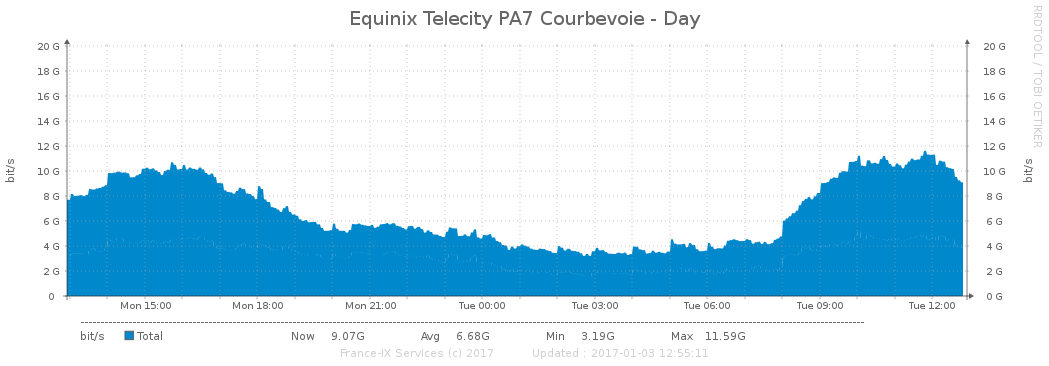 Equinix Telecity PA7 Courbevoie - Day
RRDTOOL / TOBI OETIKER
bit/s
20 G 20 G
18 G 18 G
16 G 16 G
14 G 14 G
12 G 12 G
10 G 10 G
8 G 8 G
6 G 6 G
4 G 4 G
2 G 2 G
0 0 G
bit/s
Mon 15:00 Mon 18:00 Mon 21:00 Tue 00:00 Tue 03:00 Tue 06:00 Tue 09:00 Tue 12:00
bit/s Total Now 9.07G Avg 6.68G Min 3.19G Max 11.59G
France-IX Services (c) 2017 Updated : 2017-01-03 12:55:11